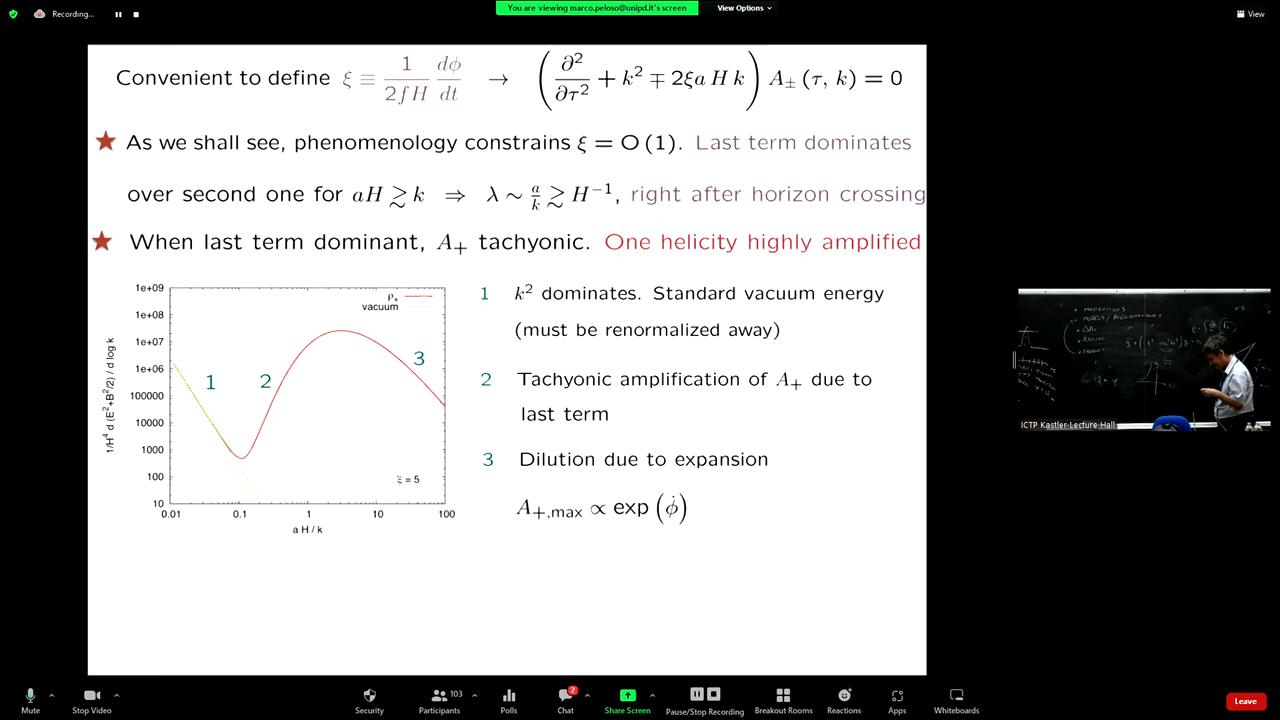 Recording...
You are viewing marco.peloso@unipd.it's screen
View Options
View
Convenient to define ξ ≡ 1/(2fH) dϕ/dt → (∂²/∂τ² + k² ∓ 2ξa H k) A± (τ, k) = 0
★ As we shall see, phenomenology constrains ξ = O (1). Last term dominates
over second one for aH ≳ k ⇒ λ ∼ a/k ≳ H⁻¹, right after horizon crossing
★ When last term dominant, A₊ tachyonic. One helicity highly amplified
1 k² dominates. Standard vacuum energy
(must be renormalized away)
2 Tachyonic amplification of A₊ due to
last term
3 Dilution due to expansion
A₊,max ∝ exp (ϕ̇)
1/H⁴ d (E²+B²/2) / d log k
1e+09
1e+08
1e+07
1e+06
100000
10000
1000
100
10
ρ₊
vacuum
1
2
3
ξ = 5
0.01 0.1 1 10 100
a H / k
ICTP Kastler Lecture Hall
Mute
Stop Video
Security
Participants 103
Polls
Chat 2
Share Screen
Pause/Stop Recording
Breakout Rooms
Reactions
Apps
Whiteboards
Leave